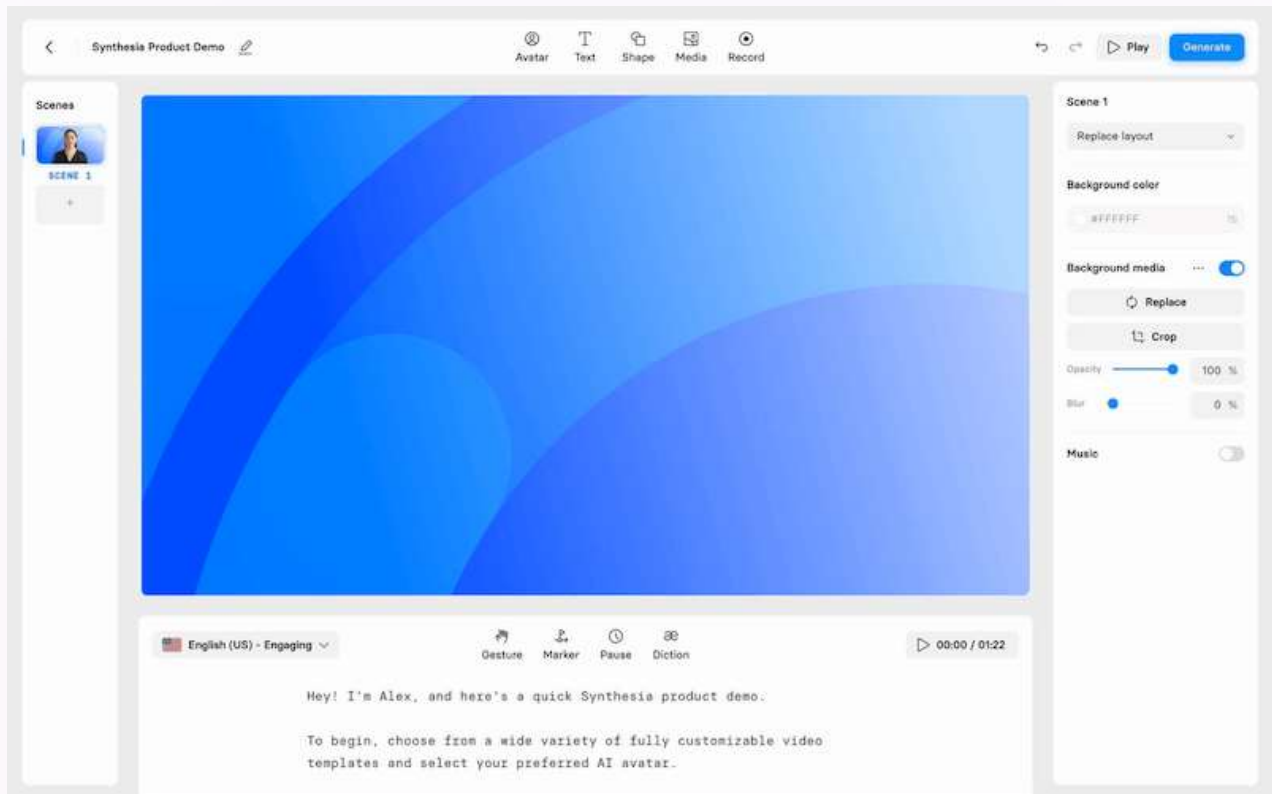 Synthesia Product Demo
Avatar
Text
Shape
Media
Record
Play
Generate
Scenes
SCENE 1
+
Scene 1
Replace layout
Background color
#FFFFFF
Background media
Replace
Crop
Opacity
100 %
Blur
0 %
Music
English (US) - Engaging
Gesture
Marker
Pause
æ
Diction
00:00 / 01:22
Hey! I'm Alex, and here's a quick Synthesia product demo.
To begin, choose from a wide variety of fully customizable video
templates and select your preferred AI avatar.